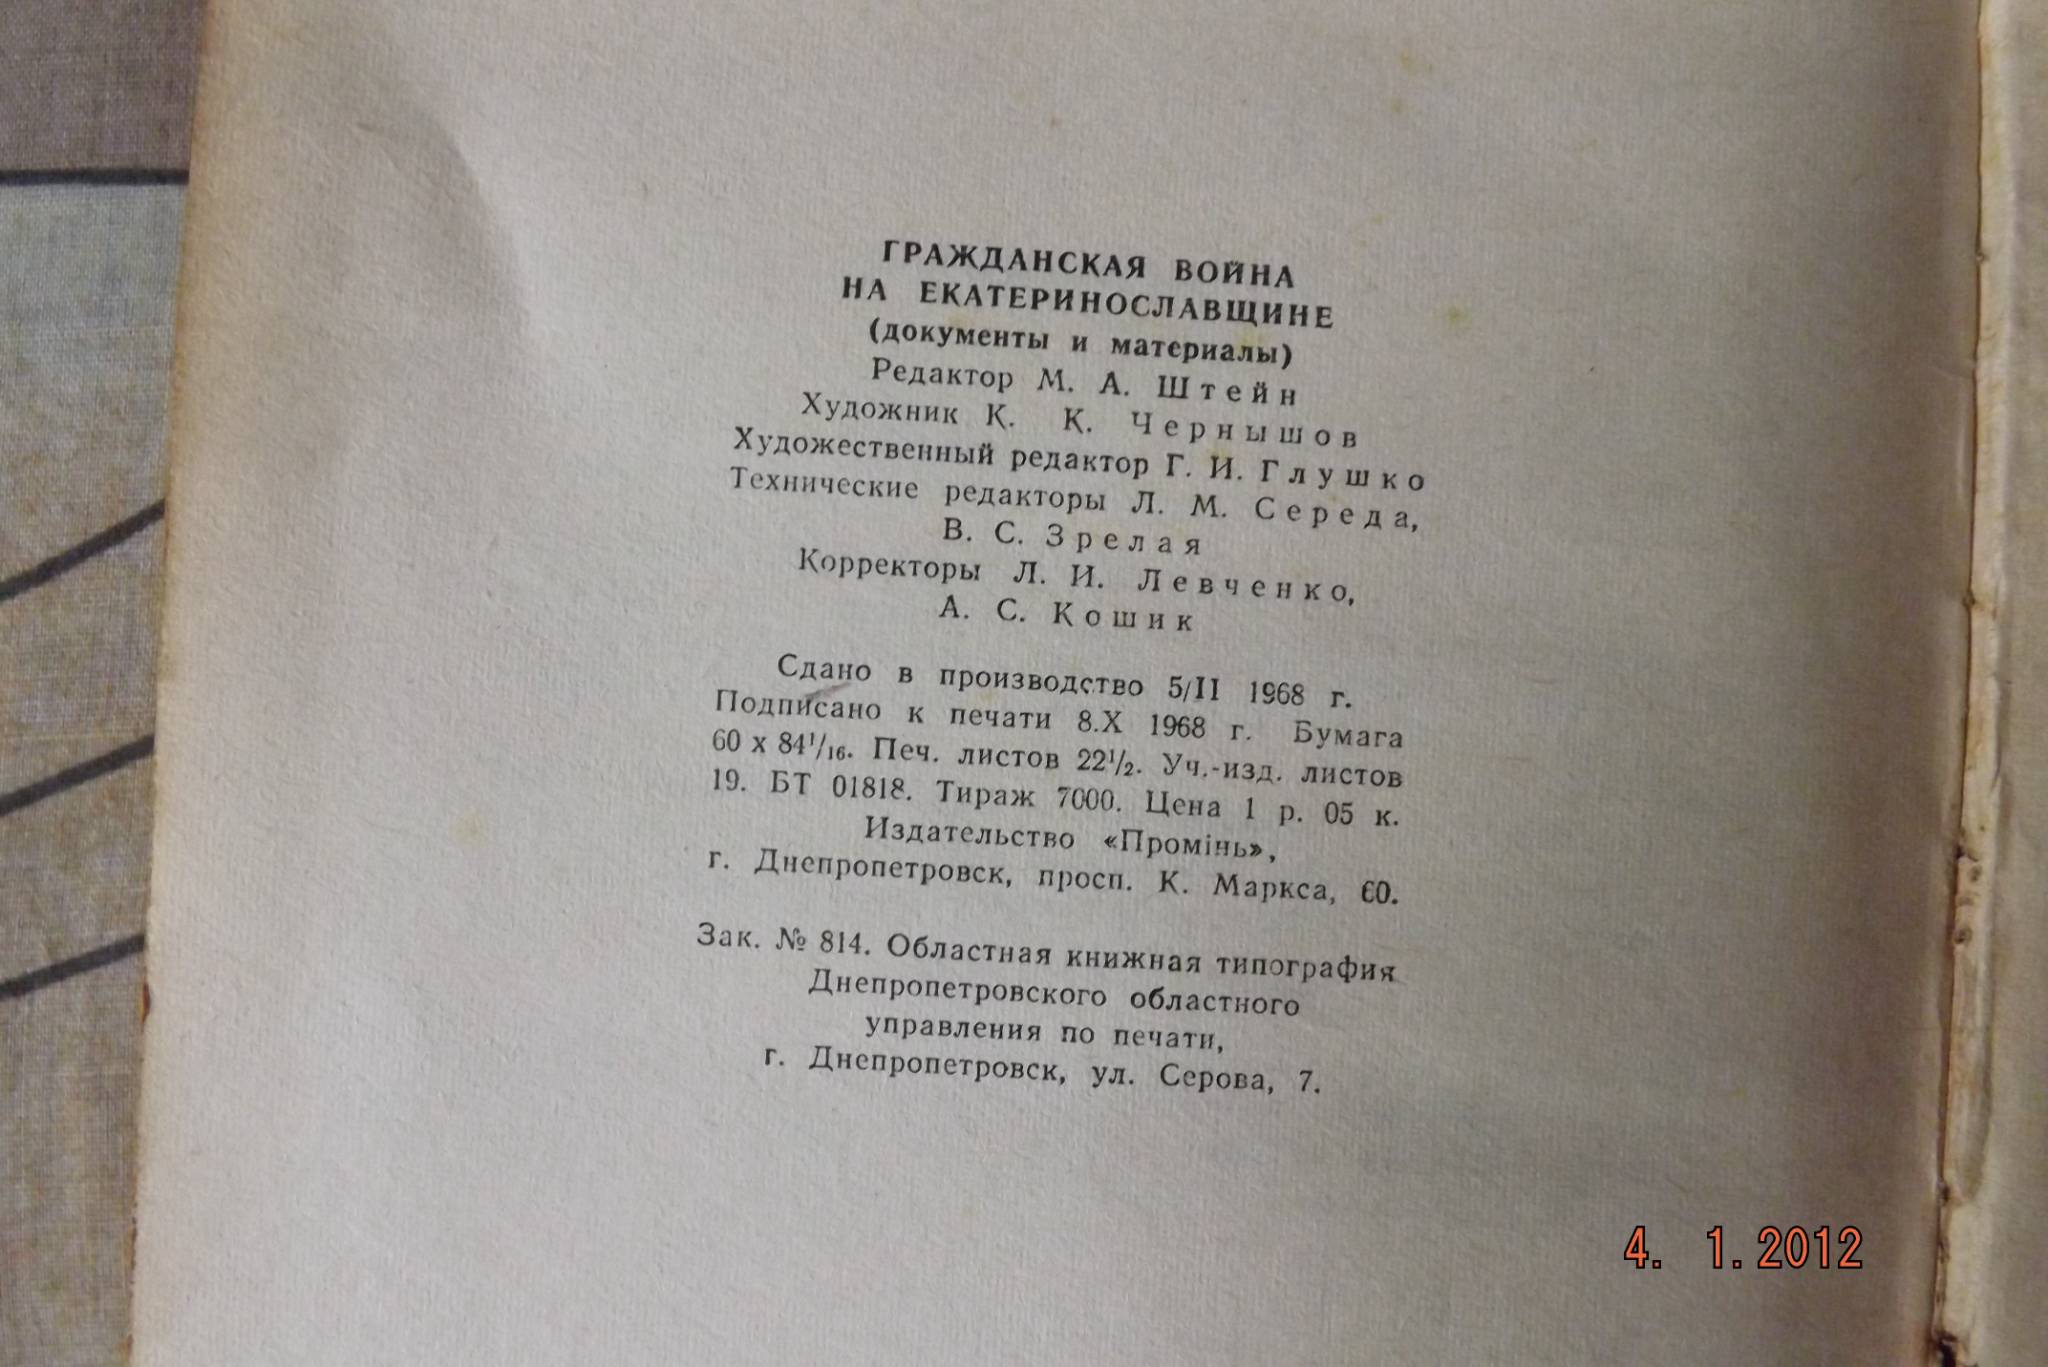 ГРАЖДАНСКАЯ ВОЙНА
НА ЕКАТЕРИНОСЛАВЩИНЕ
(документы и материалы)
Редактор М. А. Штейн
Художник К. К. Чернышов
Художественный редактор Г. И. Глушко
Технические редакторы Л. М. Середа,
В. С. Зрелая
Корректоры Л. И. Левченко,
А. С. Кошик
Сдано в производство 5/II 1968 г.
Подписано к печати 8.X 1968 г. Бумага
60 х 84¹/₁₆. Печ. листов 22¹/₂. Уч.-изд. листов
19. БТ 01818. Тираж 7000. Цена 1 р. 05 к.
Издательство «Промінь»,
г. Днепропетровск, просп. К. Маркса, 60.
Зак. № 814. Областная книжная типография
Днепропетровского областного
управления по печати,
г. Днепропетровск, ул. Серова, 7.
4. 1.2012